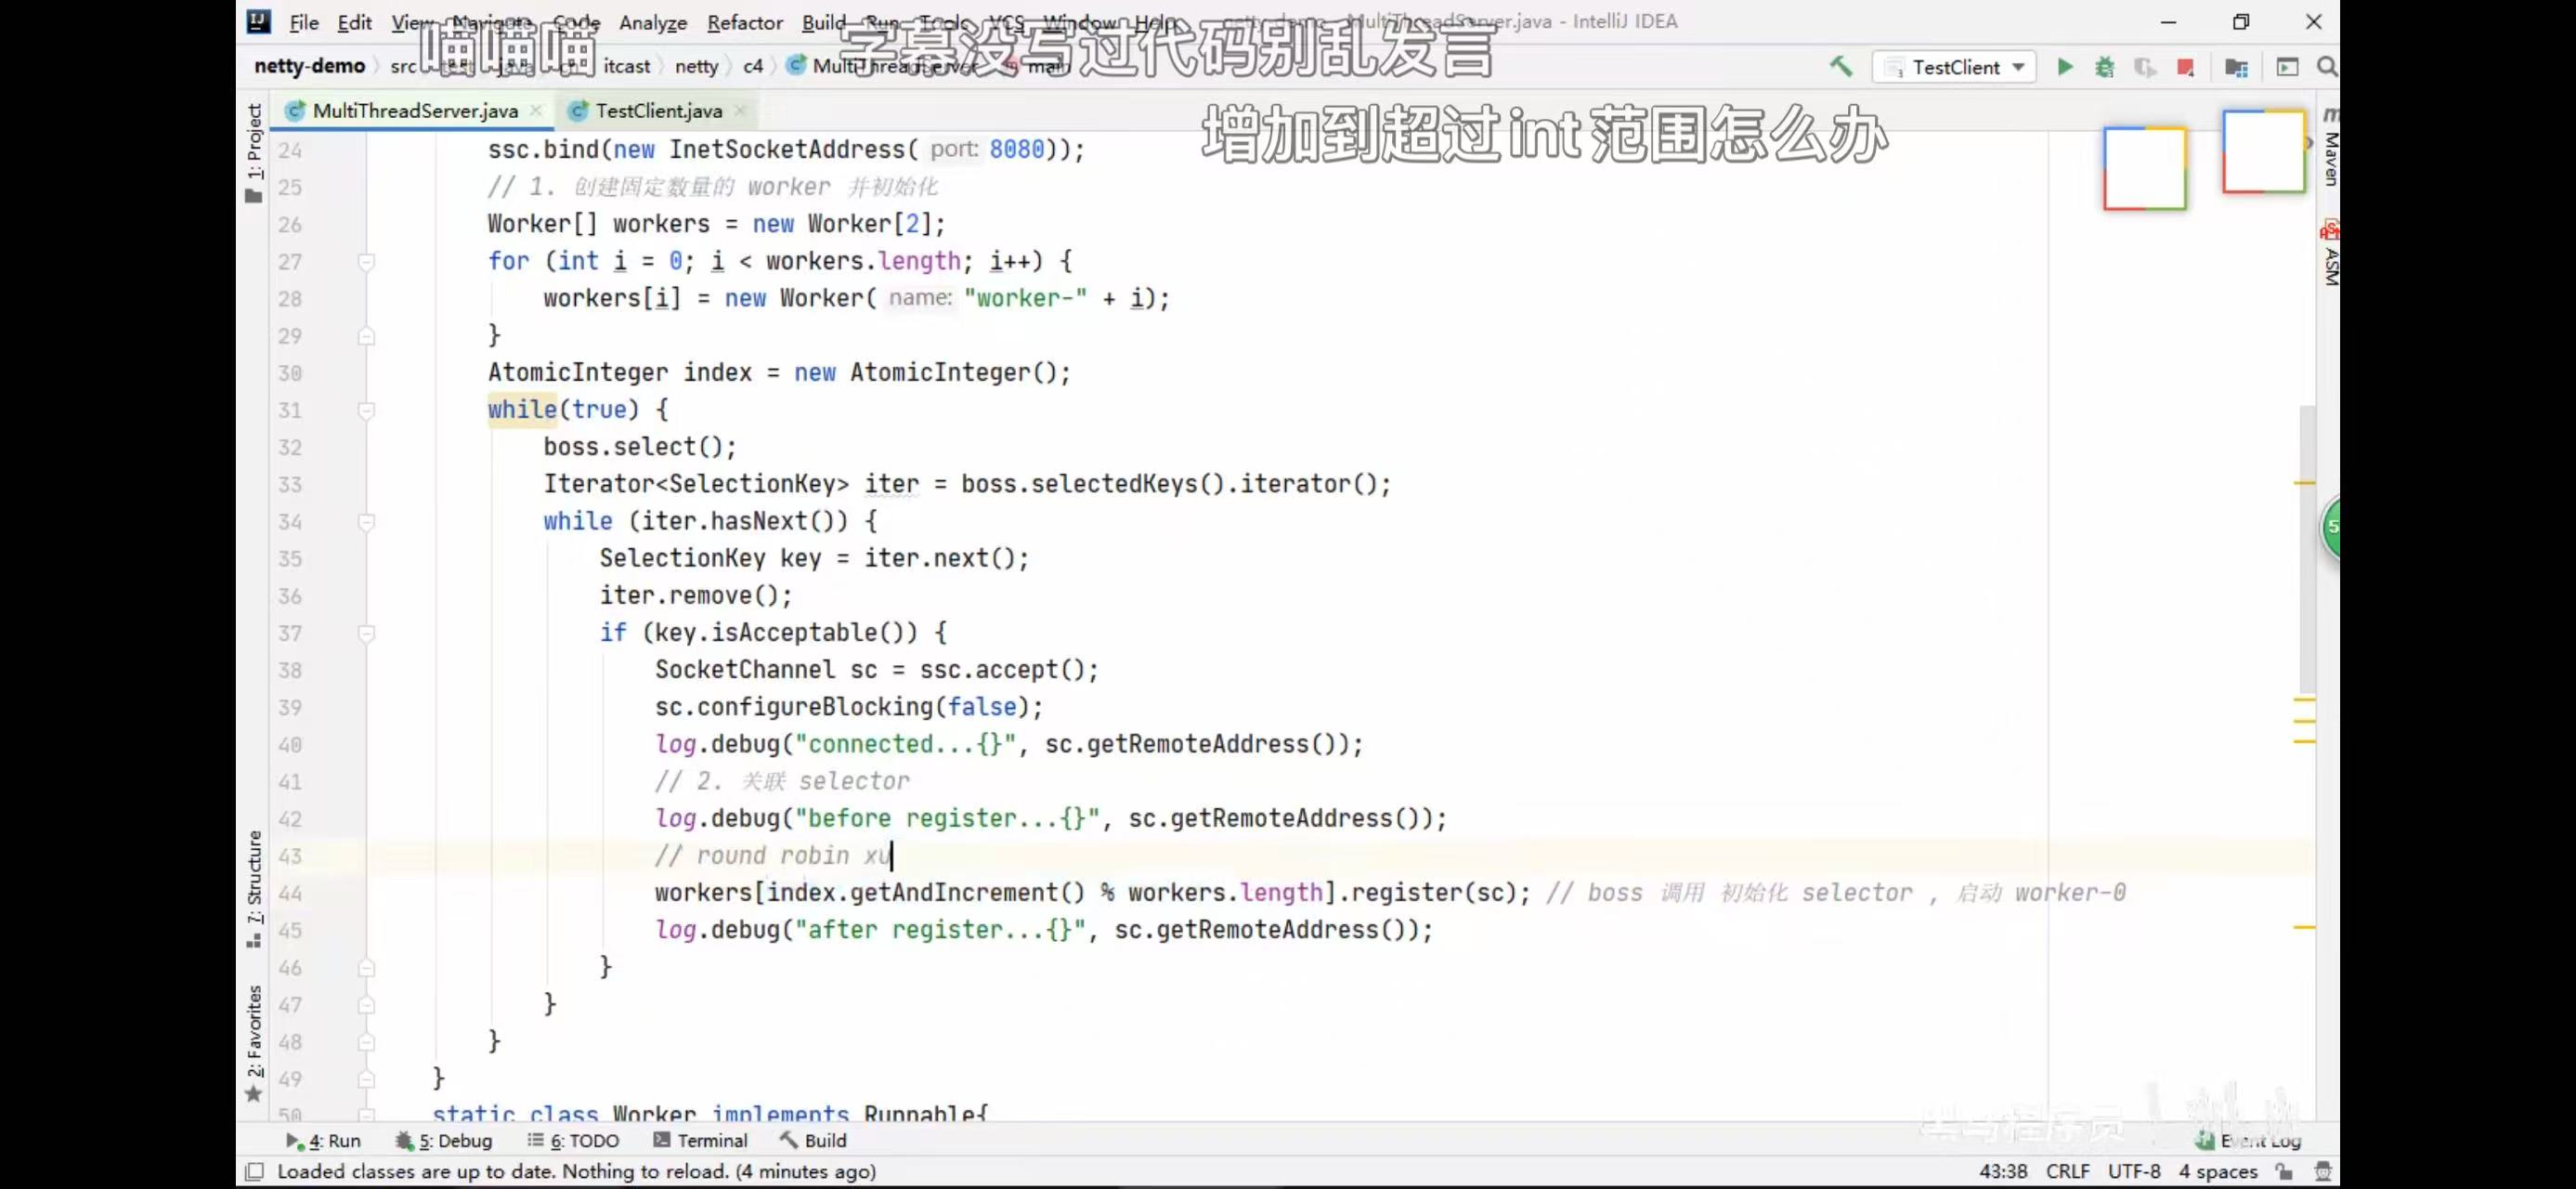 File Edit View Navigate Code Analyze Refactor Build Run Tools VCS Window Help MultiThreadServer.java - IntelliJ IDEA
喵喵喵
字幕没写过代码别乱发言
netty-demo src itcast netty c4 MultiThreadServer main
TestClient
增加到超过int范围怎么办
MultiThreadServer.java TestClient.java
1: Project
Maven
ASM
24 ssc.bind(new InetSocketAddress( port: 8080));
25 // 1. 创建固定数量的 worker 并初始化
26 Worker[] workers = new Worker[2];
27 for (int i = 0; i < workers.length; i++) {
28 workers[i] = new Worker( name: "worker-" + i);
29 }
30 AtomicInteger index = new AtomicInteger();
31 while(true) {
32 boss.select();
33 Iterator<SelectionKey> iter = boss.selectedKeys().iterator();
34 while (iter.hasNext()) {
35 SelectionKey key = iter.next();
36 iter.remove();
37 if (key.isAcceptable()) {
38 SocketChannel sc = ssc.accept();
39 sc.configureBlocking(false);
40 log.debug("connected...{}", sc.getRemoteAddress());
41 // 2. 关联 selector
42 log.debug("before register...{}", sc.getRemoteAddress());
43 // round robin xu
44 workers[index.getAndIncrement() % workers.length].register(sc); // boss 调用 初始化 selector , 启动 worker-0
45 log.debug("after register...{}", sc.getRemoteAddress());
46 }
47 }
48 }
49 }
50 static class Worker implements Runnable{
7: Structure
2: Favorites
5
黑马程序员
4: Run 5: Debug 6: TODO Terminal Build Event Log
Loaded classes are up to date. Nothing to reload. (4 minutes ago) 43:38 CRLF UTF-8 4 spaces